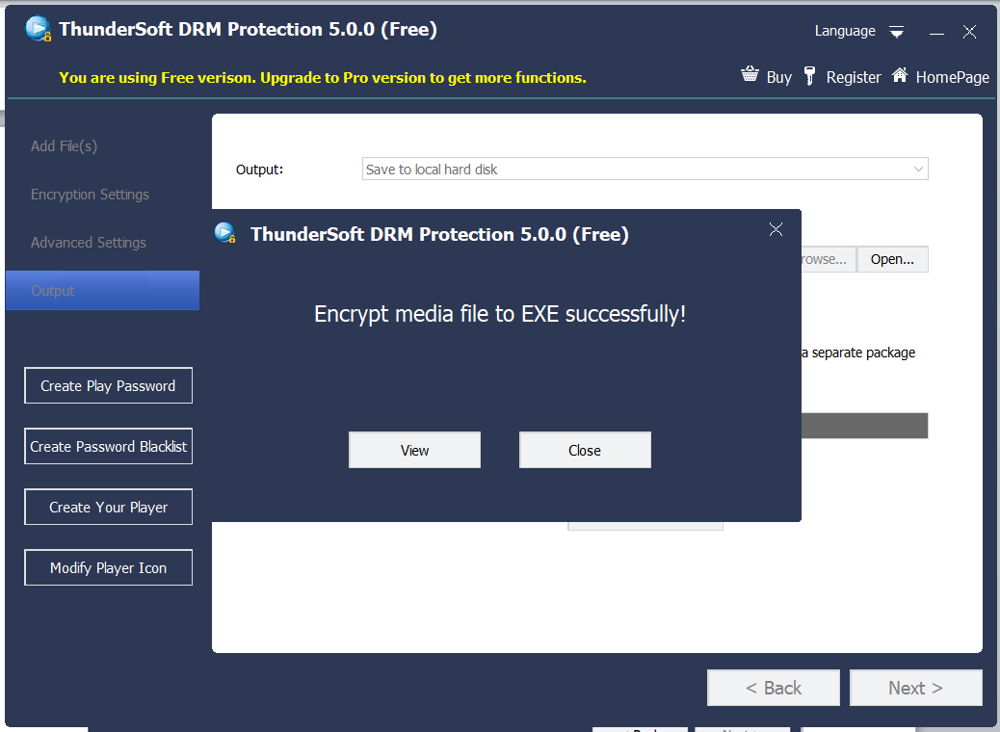 ThunderSoft DRM Protection 5.0.0 (Free)
Language
You are using Free verison. Upgrade to Pro version to get more functions.
Buy
Register
HomePage
Add File(s)
Encryption Settings
Advanced Settings
Output
Create Play Password
Create Password Blacklist
Create Your Player
Modify Player Icon
Output:
Save to local hard disk
ThunderSoft DRM Protection 5.0.0 (Free)
Encrypt media file to EXE successfully!
View
Close
rowse...
Open...
a separate package
< Back
Next >